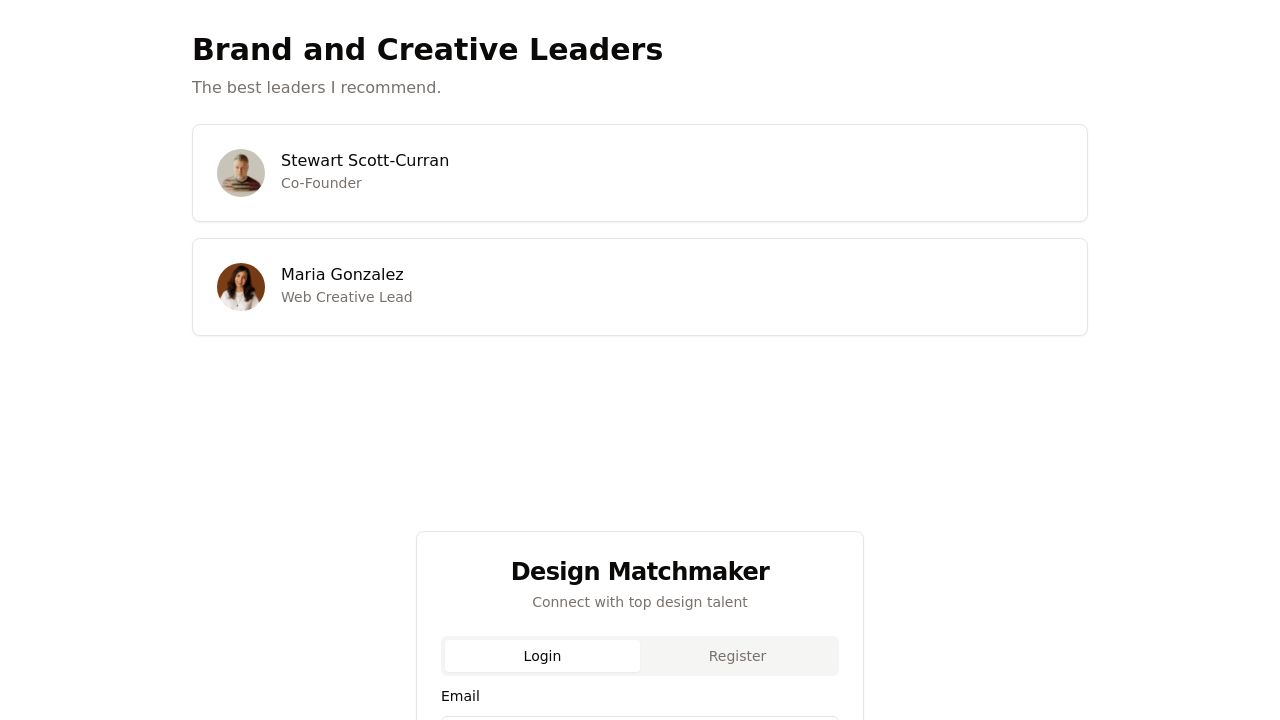 Brand and Creative Leaders
The best leaders I recommend.
Stewart Scott-Curran
Co-Founder
Maria Gonzalez
Web Creative Lead
Design Matchmaker
Connect with top design talent
Login
Register
Email